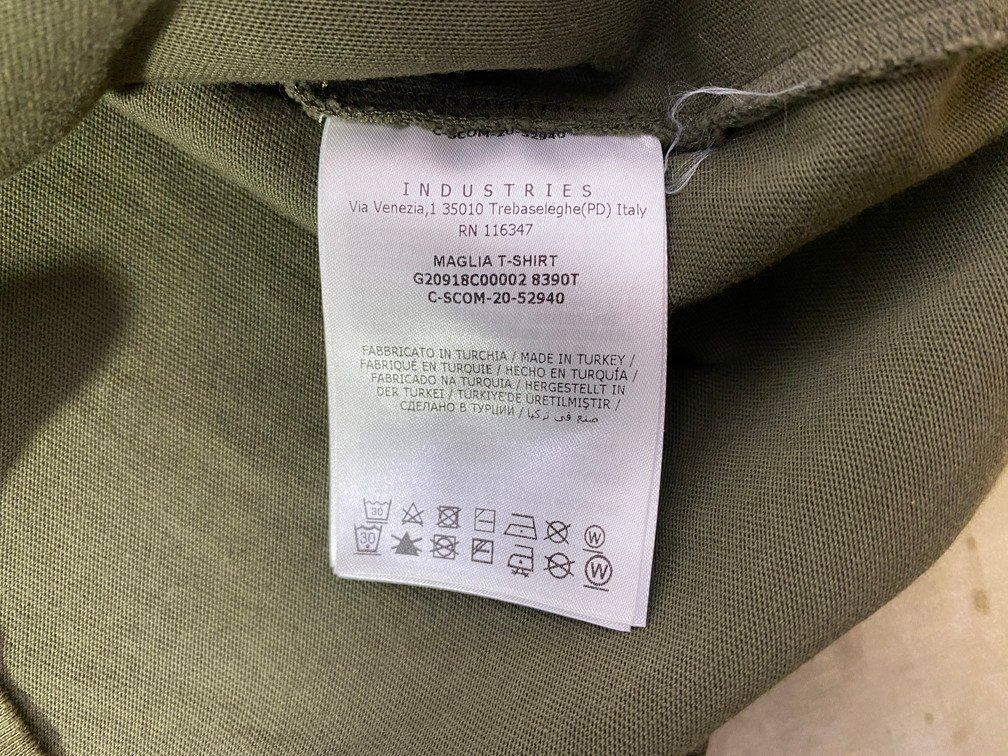 C-SCOM-20-52940
INDUSTRIES
Via Venezia,1 35010 Trebaseleghe(PD) Italy
RN 116347
MAGLIA T-SHIRT
G20918C00002 8390T
C-SCOM-20-52940
FABBRICATO IN TURCHIA / MADE IN TURKEY /
FABRIQUÉ EN TURQUIE / HECHO EN TURQUÍA /
FABRICADO NA TURQUIA / HERGESTELLT IN
DER TURKEI / TÜRKIYE'DE ÜRETILMIŞTIR /
СДЕЛАНО В ТУРЦИИ / صنع في تركيا
30
W
30
W